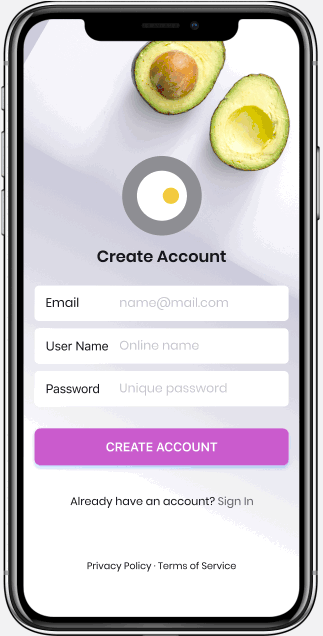 Create Account
Email name@mail.com
User Name Online name
Password Unique password
CREATE ACCOUNT
Already have an account? Sign In
Privacy Policy · Terms of Service